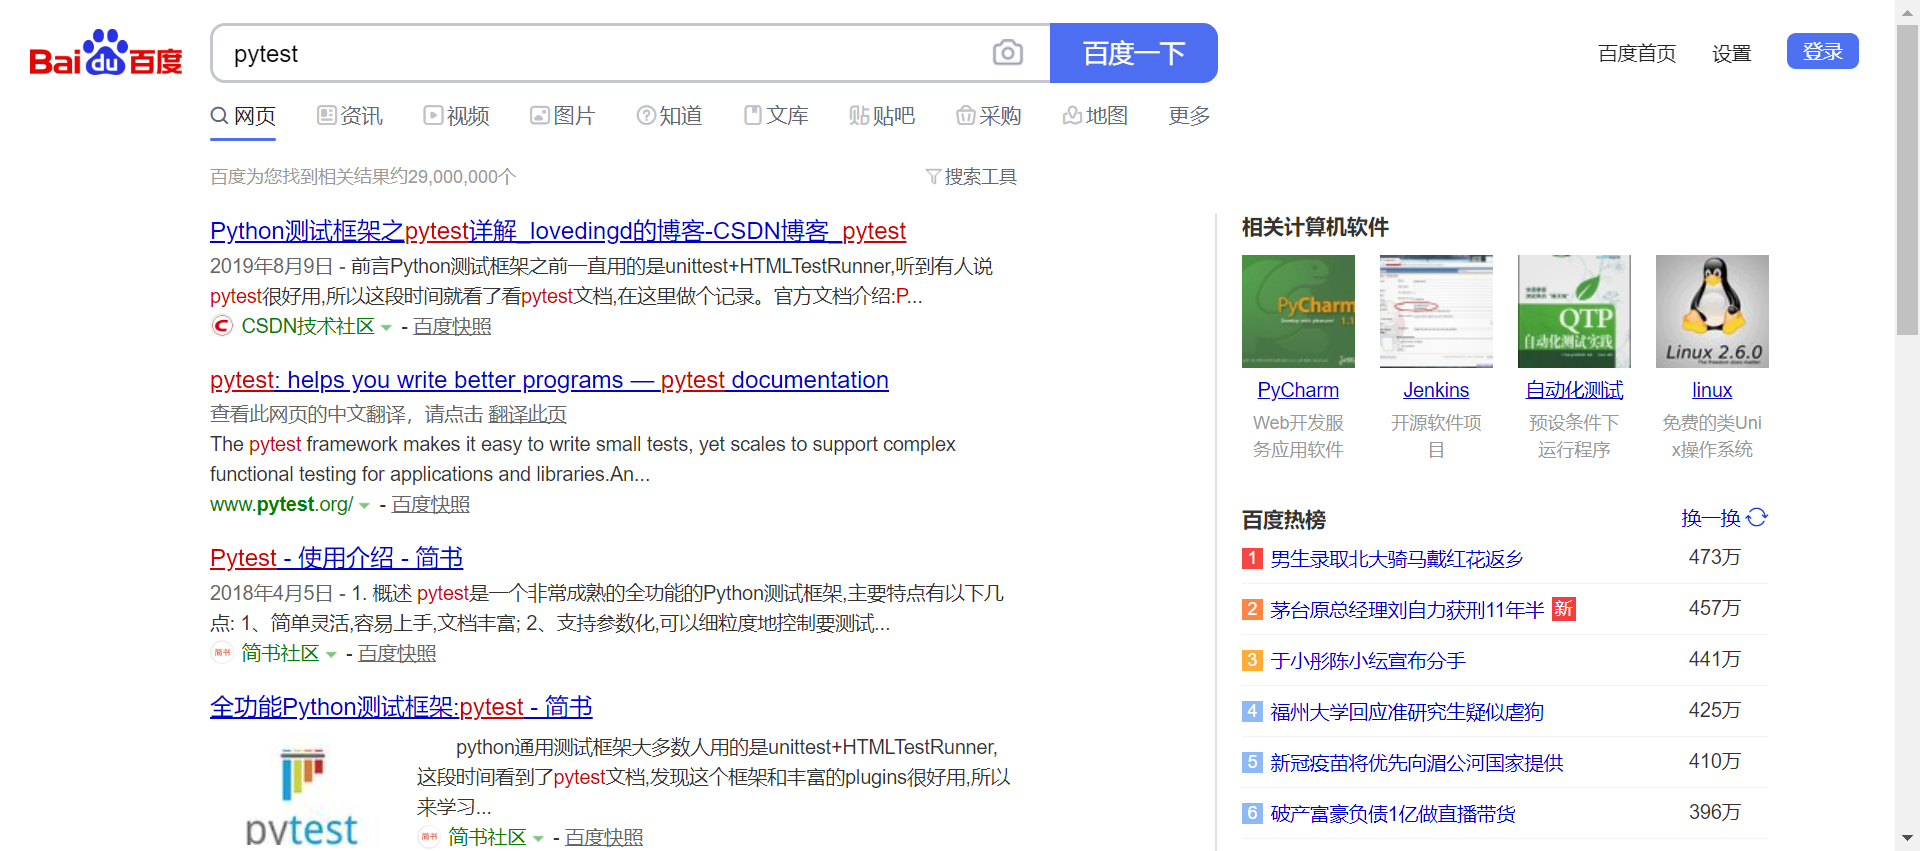 Bai du 百度
pytest
百度一下
百度首页 设置 登录
网页 资讯 视频 图片 知道 文库 贴 贴吧 采购 地图 更多
百度为您找到相关结果约29,000,000个
搜索工具
Python测试框架之pytest详解_lovedingd的博客-CSDN博客_pytest
2019年8月9日 - 前言Python测试框架之前一直用的是unittest+HTMLTestRunner,听到有人说
pytest很好用,所以这段时间就看了看pytest文档,在这里做个记录。官方文档介绍:P...
CSDN技术社区 - 百度快照
pytest: helps you write better programs — pytest documentation
查看此网页的中文翻译，请点击 翻译此页
The pytest framework makes it easy to write small tests, yet scales to support complex
functional testing for applications and libraries.An...
www.pytest.org/ - 百度快照
Pytest - 使用介绍 - 简书
2018年4月5日 - 1. 概述 pytest是一个非常成熟的全功能的Python测试框架,主要特点有以下几
点: 1、简单灵活,容易上手,文档丰富; 2、支持参数化,可以细粒度地控制要测试...
简书 简书社区 - 百度快照
全功能Python测试框架:pytest - 简书
pytest
python通用测试框架大多数人用的是unittest+HTMLTestRunner,
这段时间看到了pytest文档,发现这个框架和丰富的plugins很好用,所以
来学习...
简书 简书社区 - 百度快照
相关计算机软件
PyCharm
QTP
自动化测试实践
Linux 2.6.0
PyCharm Jenkins 自动化测试 linux
Web开发服 开源软件项 预设条件下 免费的类Uni
务应用软件 目 运行程序 x操作系统
百度热榜 换一换
1 男生录取北大骑马戴红花返乡 473万
2 茅台原总经理刘自力获刑11年半 新 457万
3 于小彤陈小纭宣布分手 441万
4 福州大学回应准研究生疑似虐狗 425万
5 新冠疫苗将优先向湄公河国家提供 410万
6 破产富豪负债1亿做直播带货 396万